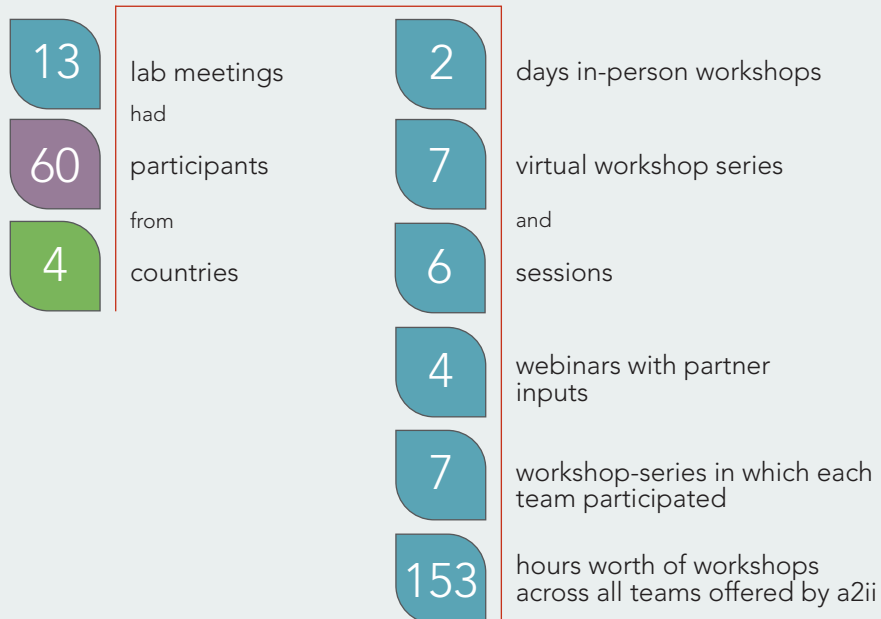 13
lab meetings
had
60
participants
from
4
countries
2
days in-person workshops
7
virtual workshop series
and
6
sessions
4
webinars with partner
inputs
7
workshop-series in which each
team participated
153
hours worth of workshops
across all teams offered by a2ii